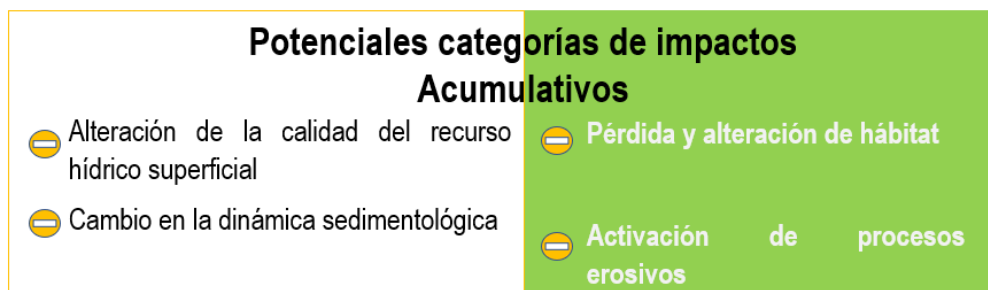 Potenciales categorías de impactos
Acumulativos
Alteración de la calidad del recurso
hídrico superficial
Cambio en la dinámica sedimentológica
Pérdida y alteración de hábitat
Activación de procesos
erosivos